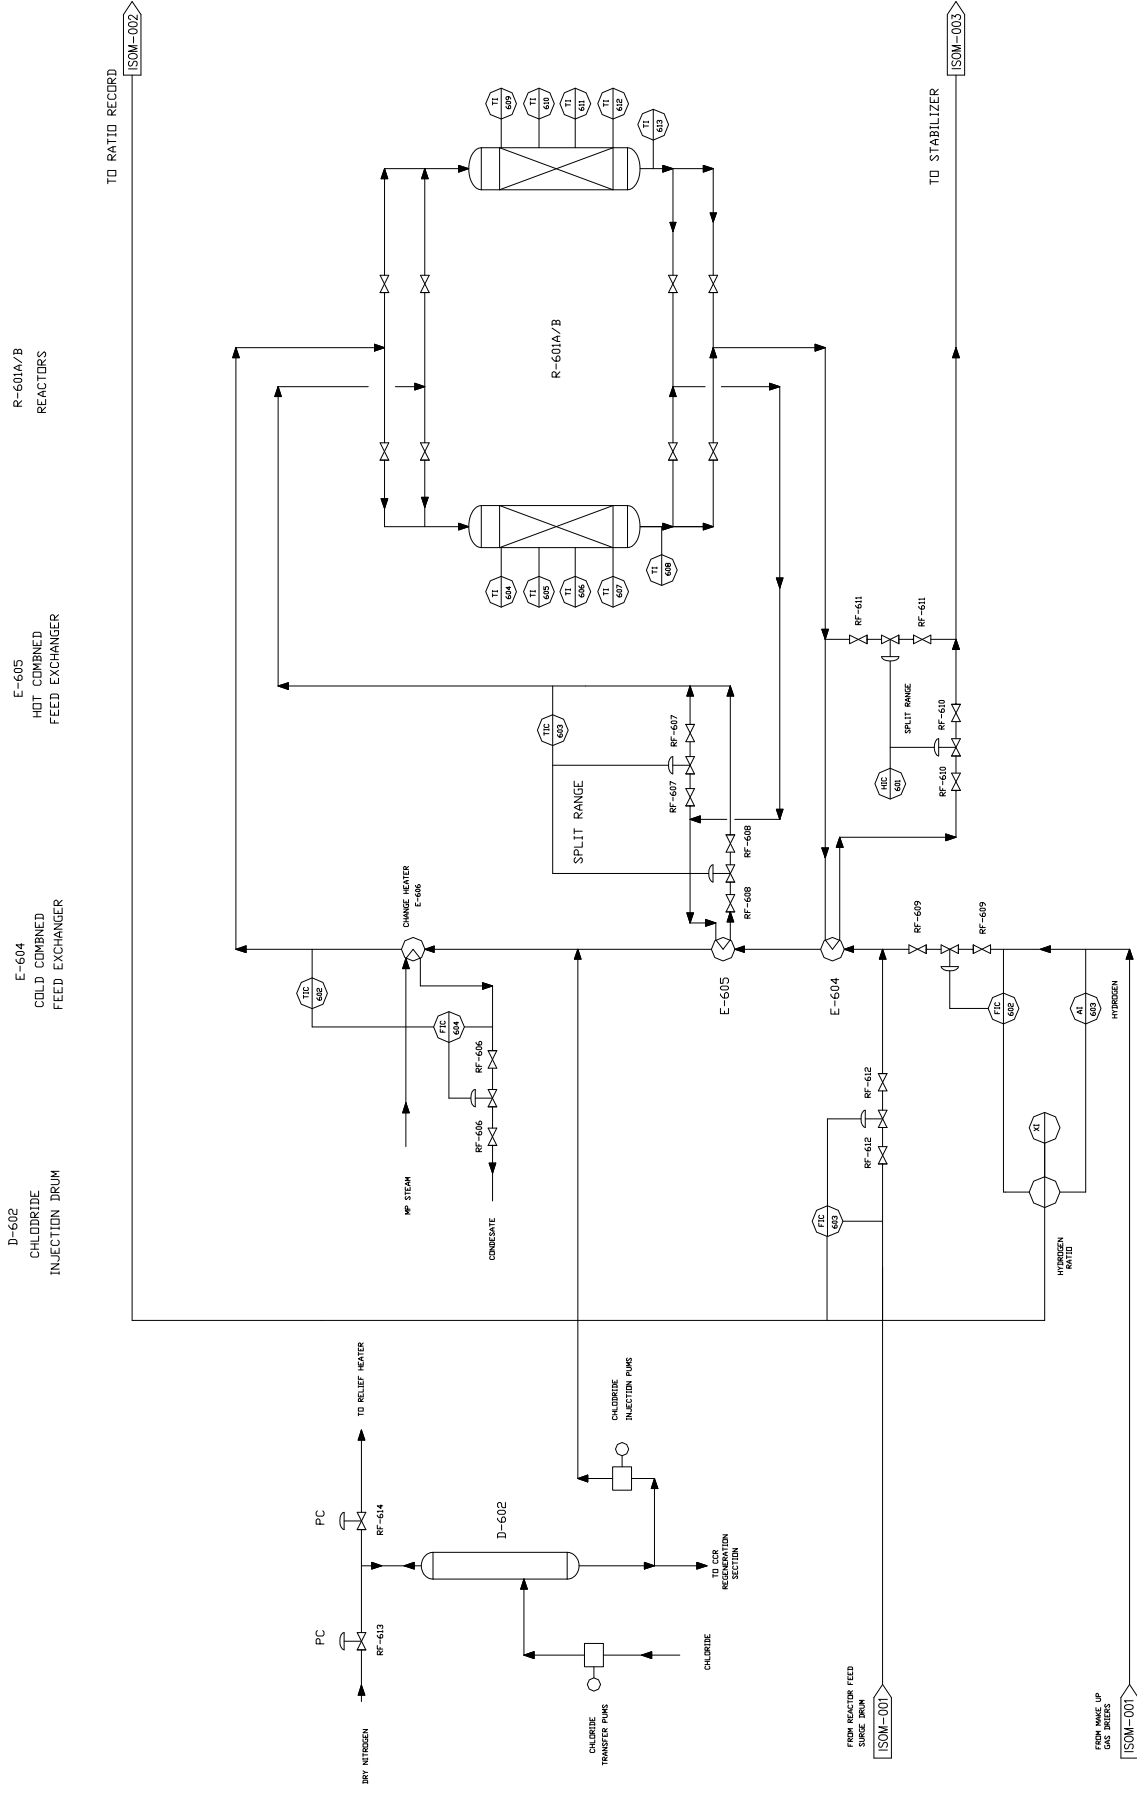 D-602
CHLODRIDE
INJECTION DRUM
E-604
COLD COMBINED
FEED EXCHANGER
E-605
HOT COMBNED
FEED EXCHANGER
R-601A/B
REACTORS
TO RATIO RECORD
ISOM-002
TO STABILIZER
ISOM-003
DRY NITROGEN
PC
RF-613
PC
RF-614
TO RELIEF HEATER
D-602
CHLORIDE
TRANSFER PUMS
CHLORIDE
TO CCR
REGENERATION
SECTION
CHLODRIDE
INJECTION PUMS
FROM REACTOR FEED
SURGE DRUM
ISOM-001
FROM MAKE UP
GAS DRIERS
ISOM-001
MP STEAM
CONDESATE
RF-606
RF-606
FIC
604
TIC
602
CHANGE HEATER
E-606
FIC
603
RF-612
RF-612
HYDROGEN
RATIO
XI
FIC
602
AI
603
HYDROGEN
RF-609
RF-609
E-605
E-604
SPLIT RANGE
RF-608
RF-608
RF-607
RF-607
TIC
603
HIC
601
SPLIT RANGE
RF-610
RF-610
RF-611
RF-611
TI
604
TI
605
TI
606
TI
607
TI
608
R-601A/B
TI
609
TI
610
TI
611
TI
612
TI
613